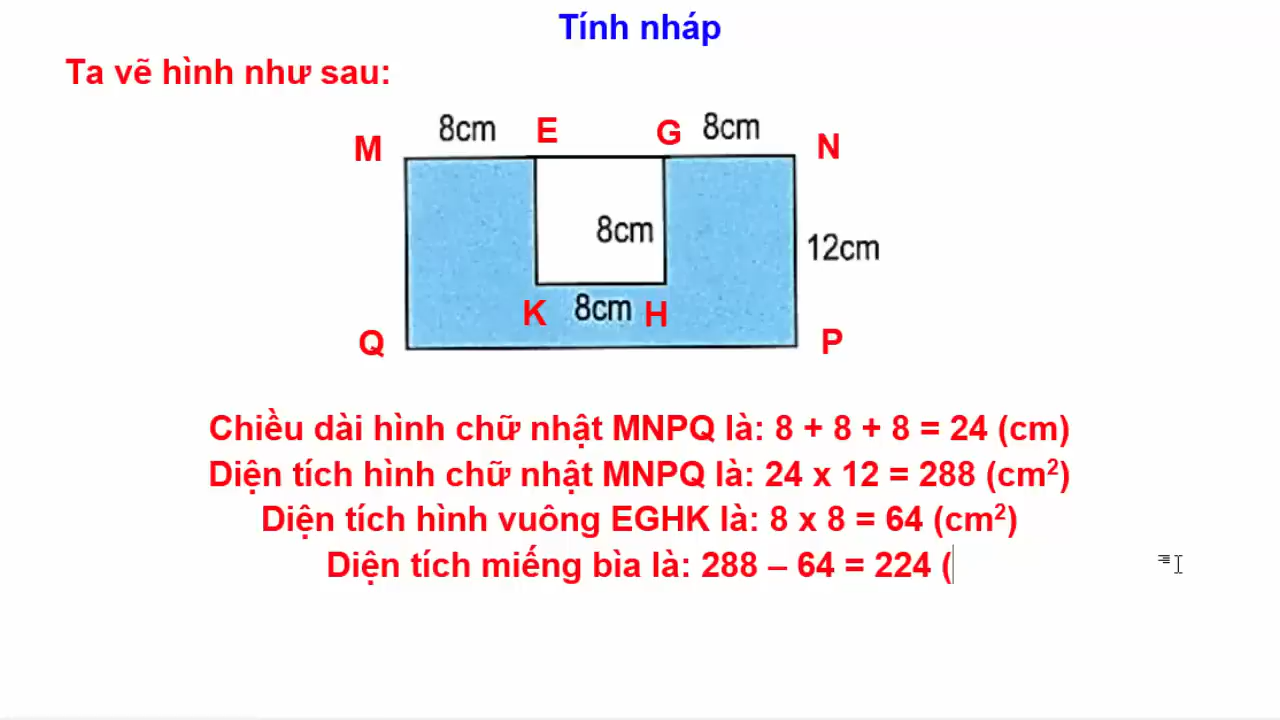 Tính nháp
Ta vẽ hình như sau:
M 8cm E G 8cm N
8cm
12cm
K 8cm H
Q P
Chiều dài hình chữ nhật MNPQ là: 8 + 8 + 8 = 24 (cm)
Diện tích hình chữ nhật MNPQ là: 24 x 12 = 288 (cm²)
Diện tích hình vuông EGHK là: 8 x 8 = 64 (cm²)
Diện tích miếng bìa là: 288 – 64 = 224 (